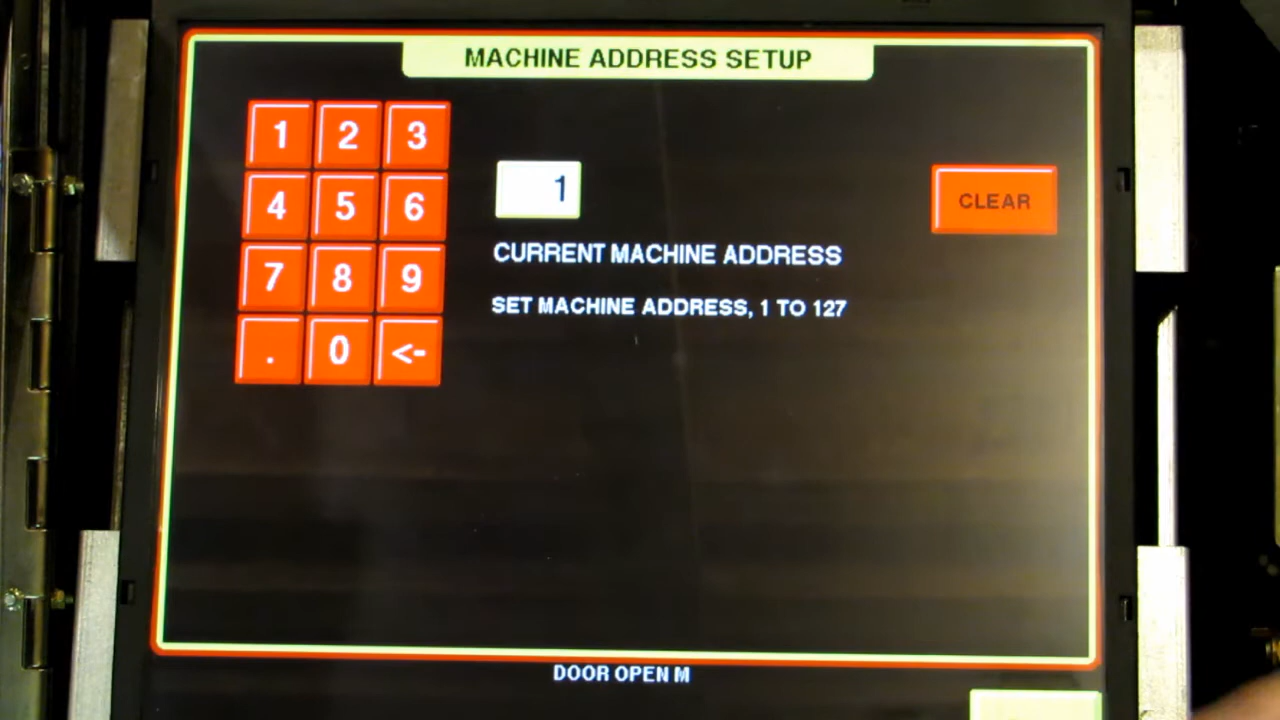 MACHINE ADDRESS SETUP
1 2 3
4 5 6
7 8 9
. 0 <-
1
CLEAR
CURRENT MACHINE ADDRESS
SET MACHINE ADDRESS, 1 TO 127
DOOR OPEN M